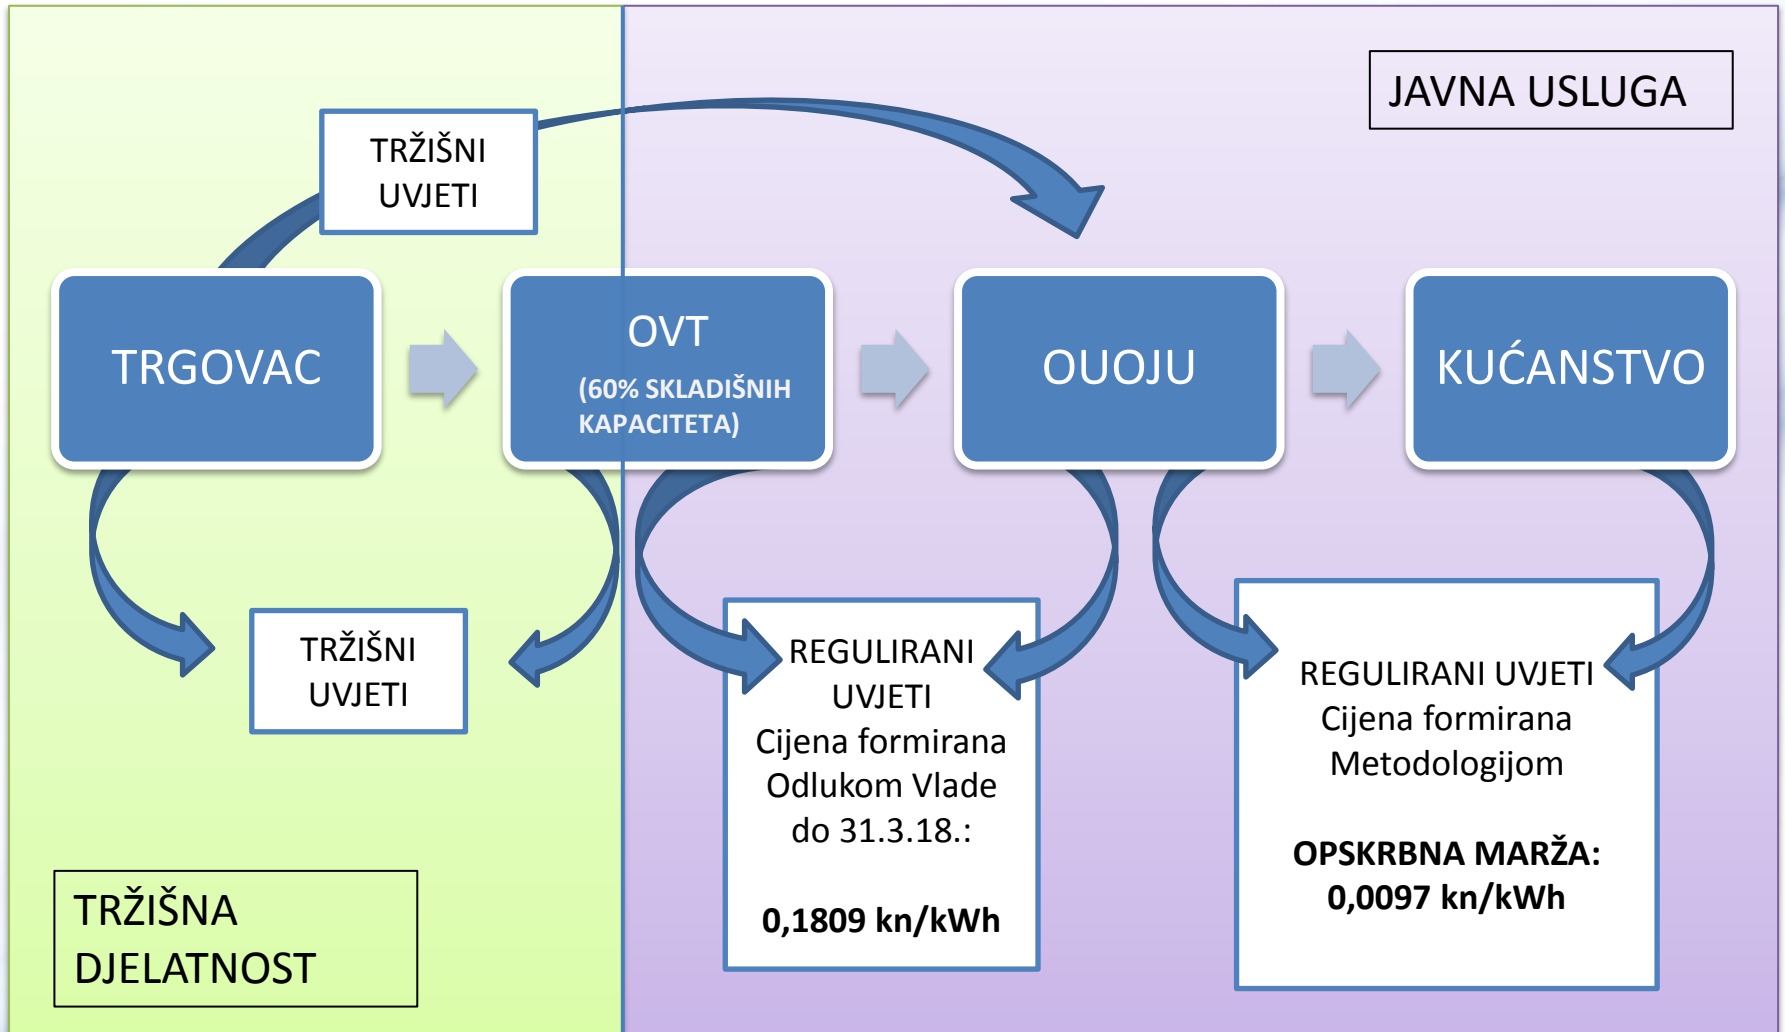 JAVNA USLUGA
TRŽIŠNI
UVJETI
TRGOVAC
OVT
(60% SKLADIŠNIH
KAPACITETA)
OUOJU
KUĆANSTVO
TRŽIŠNI
UVJETI
REGULIRANI
UVJETI
Cijena formirana
Odlukom Vlade
do 31.3.18.:
0,1809 kn/kWh
REGULIRANI UVJETI
Cijena formirana
Metodologijom
OPSKRBNA MARŽA:
0,0097 kn/kWh
TRŽIŠNA
DJELATNOST